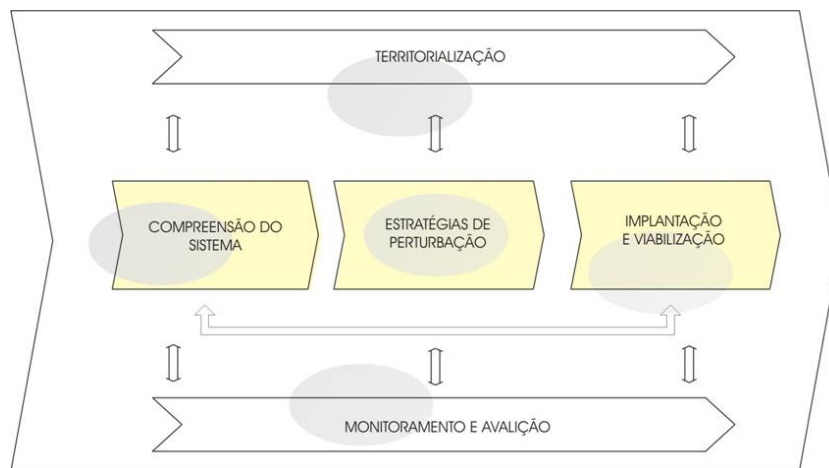 TERRITORIALIZAÇÃO
COMPREENSÃO DO
SISTEMA
ESTRATÉGIAS DE
PERTURBAÇÃO
IMPLANTAÇÃO
E VIABILIZAÇÃO
MONITORAMENTO E AVALIÇÃO